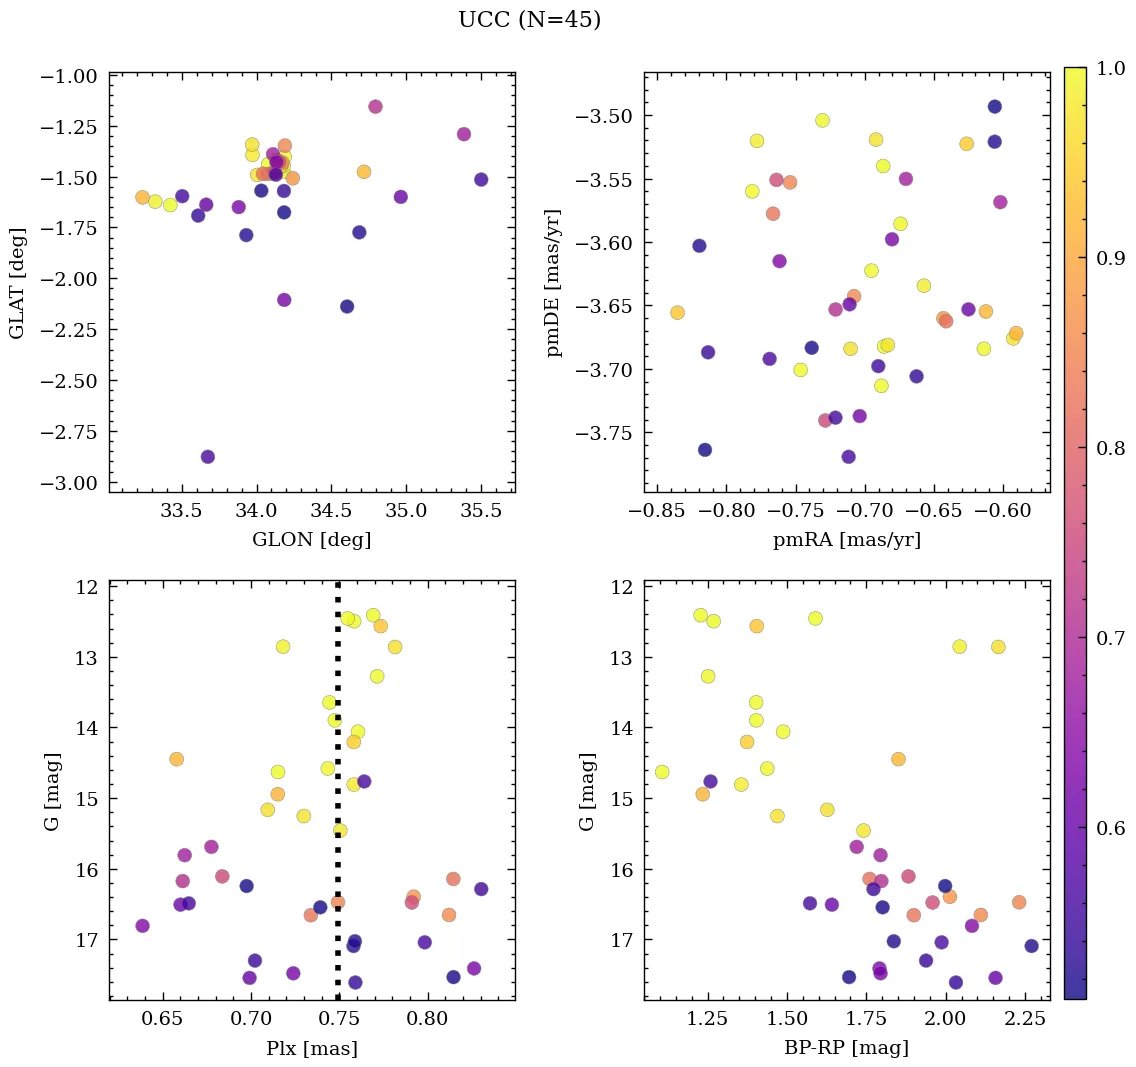 UCC (N=45)
−1.00
−1.25
−1.50
−1.75
−2.00
−2.25
−2.50
−2.75
−3.00
GLAT [deg]
33.5 34.0 34.5 35.0 35.5
GLON [deg]
−3.50
−3.55
−3.60
−3.65
−3.70
−3.75
pmDE [mas/yr]
−0.85 −0.80 −0.75 −0.70 −0.65 −0.60
pmRA [mas/yr]
12
13
14
15
16
17
G [mag]
0.65 0.70 0.75 0.80
Plx [mas]
12
13
14
15
16
17
G [mag]
1.25 1.50 1.75 2.00 2.25
BP-RP [mag]
1.0
0.9
0.8
0.7
0.6